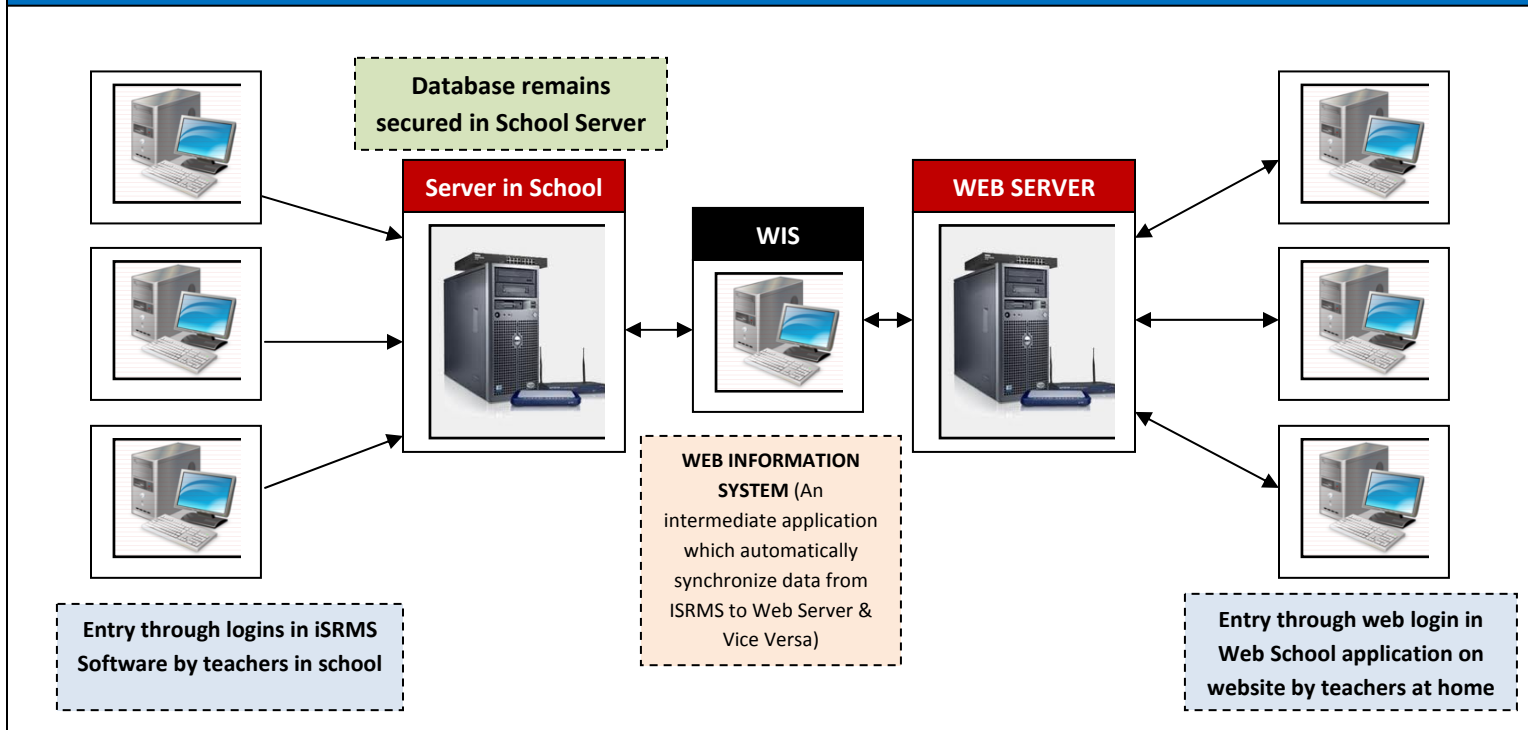 Database remains
secured in School Server
Server in School
WIS
WEB SERVER
WEB INFORMATION
SYSTEM (An
intermediate application
which automatically
synchronize data from
ISRMS to Web Server &
Vice Versa)
Entry through logins in iSRMS
Software by teachers in school
Entry through web login in
Web School application on
website by teachers at home